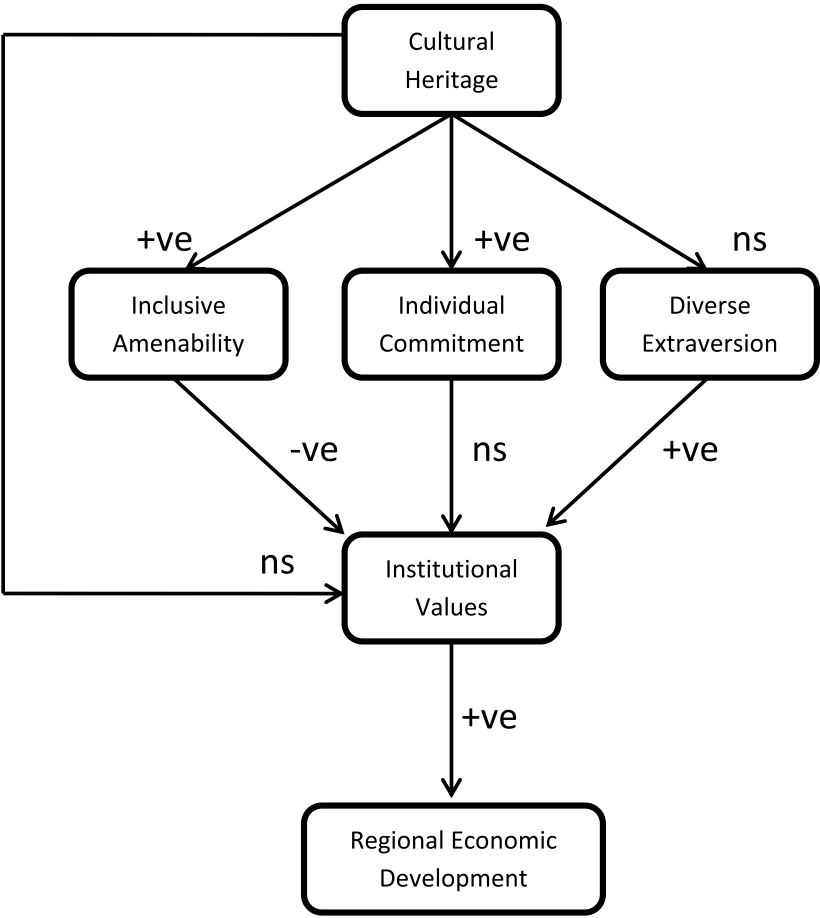 Cultural
Heritage
+ve
+ve
ns
Inclusive
Amenability
Individual
Commitment
Diverse
Extraversion
-ve
ns
+ve
ns
Institutional
Values
+ve
Regional Economic
Development